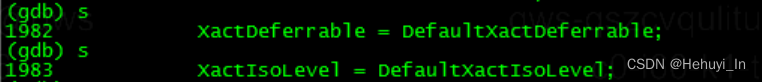 (gdb) s
1982 XactDeferrable = DefaultXactDeferrable;
(gdb) s
1983 XactIsoLevel = DefaultXactIsoLevel;
CSDN @Hehuyi_In